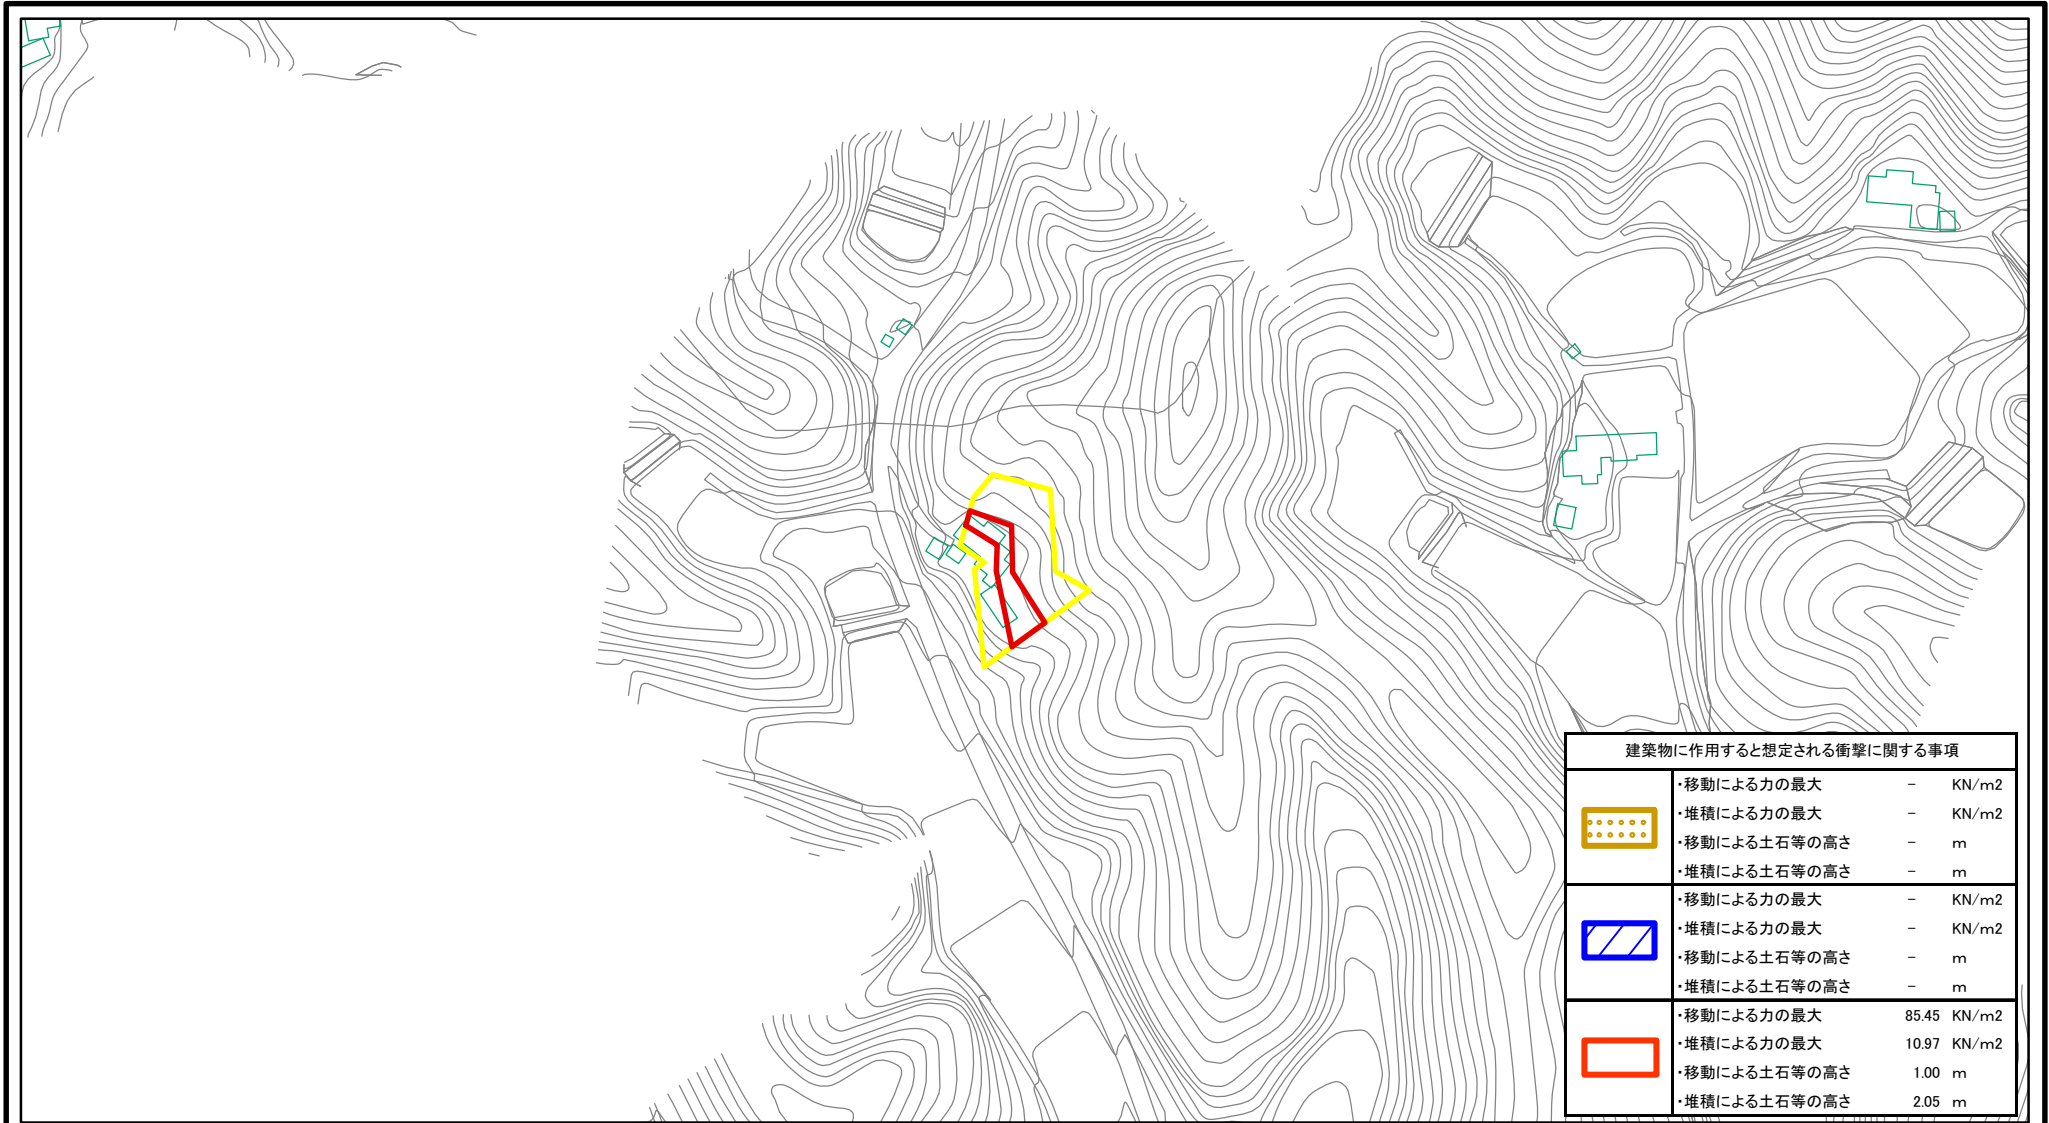 建築物に作用すると想定される衝撃に関する事項
・移動による力の最大 － KN/m2
・堆積による力の最大 － KN/m2
・移動による土石等の高さ － m
・堆積による土石等の高さ － m
・移動による力の最大 － KN/m2
・堆積による力の最大 － KN/m2
・移動による土石等の高さ － m
・堆積による土石等の高さ － m
・移動による力の最大 85.45 KN/m2
・堆積による力の最大 10.97 KN/m2
・移動による土石等の高さ 1.00 m
・堆積による土石等の高さ 2.05 m